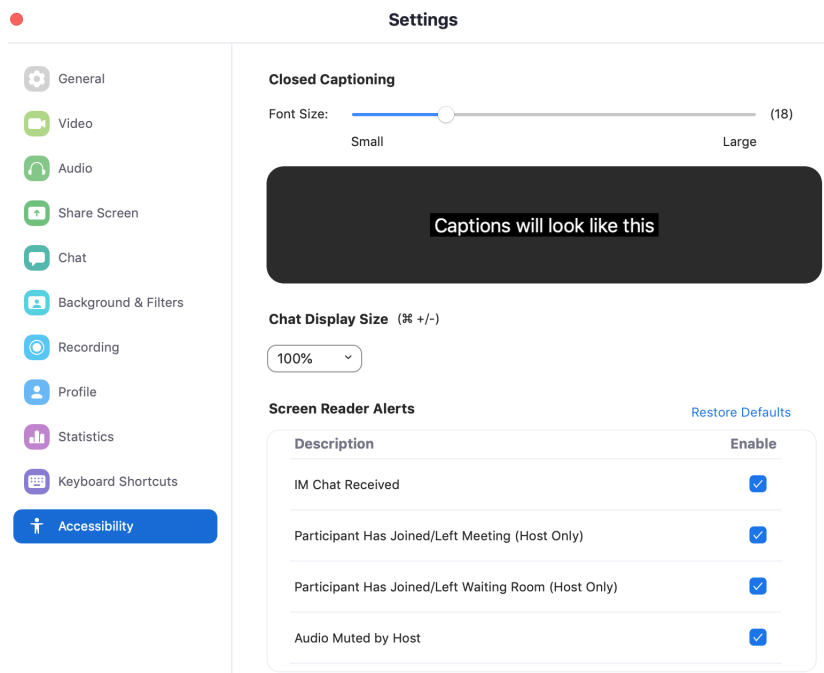 Settings
General
Video
Audio
Share Screen
Chat
Background & Filters
Recording
Profile
Statistics
Keyboard Shortcuts
Accessibility
Closed Captioning
Font Size: (18)
Small Large
Captions will look like this
Chat Display Size (⌘ +/-)
100%
Screen Reader Alerts Restore Defaults
Description Enable
IM Chat Received
Participant Has Joined/Left Meeting (Host Only)
Participant Has Joined/Left Waiting Room (Host Only)
Audio Muted by Host